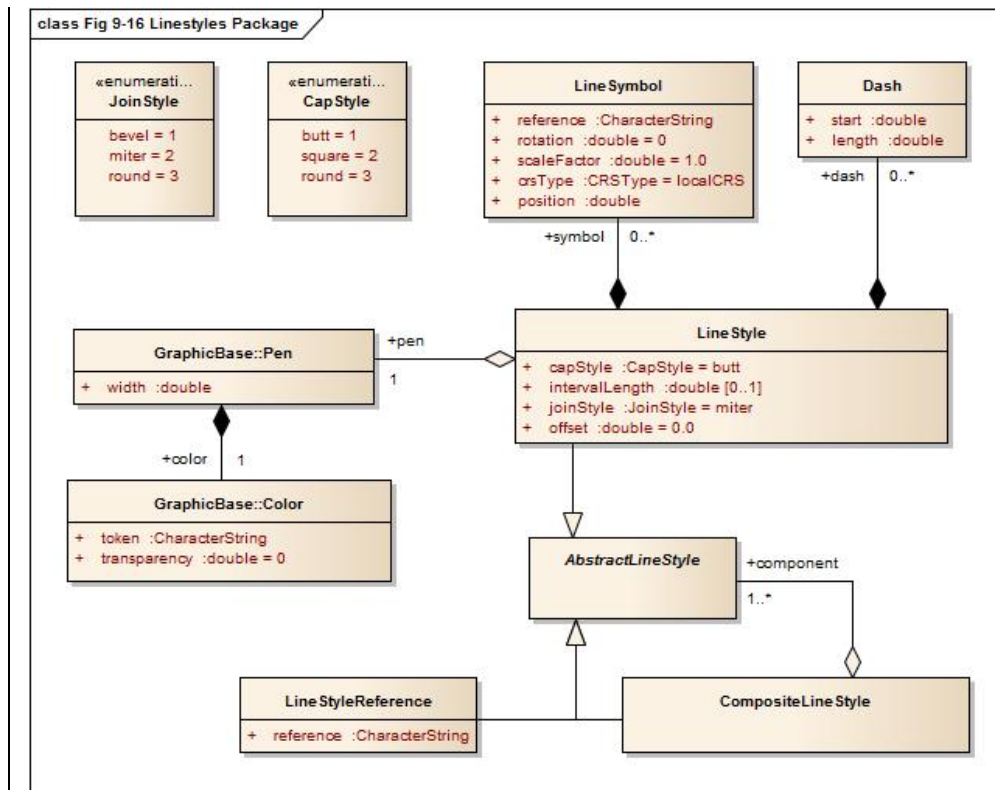 class Fig 9-16 Linestyles Package
«enumerati...
JoinStyle
bevel = 1
miter = 2
round = 3
«enumerati...
CapStyle
butt = 1
square = 2
round = 3
LineSymbol
+ reference :CharacterString
+ rotation :double = 0
+ scaleFactor :double = 1.0
+ crsType :CRSType = localCRS
+ position :double
Dash
+ start :double
+ length :double
+symbol 0..*
+dash 0..*
GraphicBase::Pen
+ width :double
+pen
1
LineStyle
+ capStyle :CapStyle = butt
+ intervalLength :double [0..1]
+ joinStyle :JoinStyle = miter
+ offset :double = 0.0
+color 1
GraphicBase::Color
+ token :CharacterString
+ transparency :double = 0
AbstractLineStyle
+component
1..*
LineStyleReference
+ reference :CharacterString
CompositeLineStyle